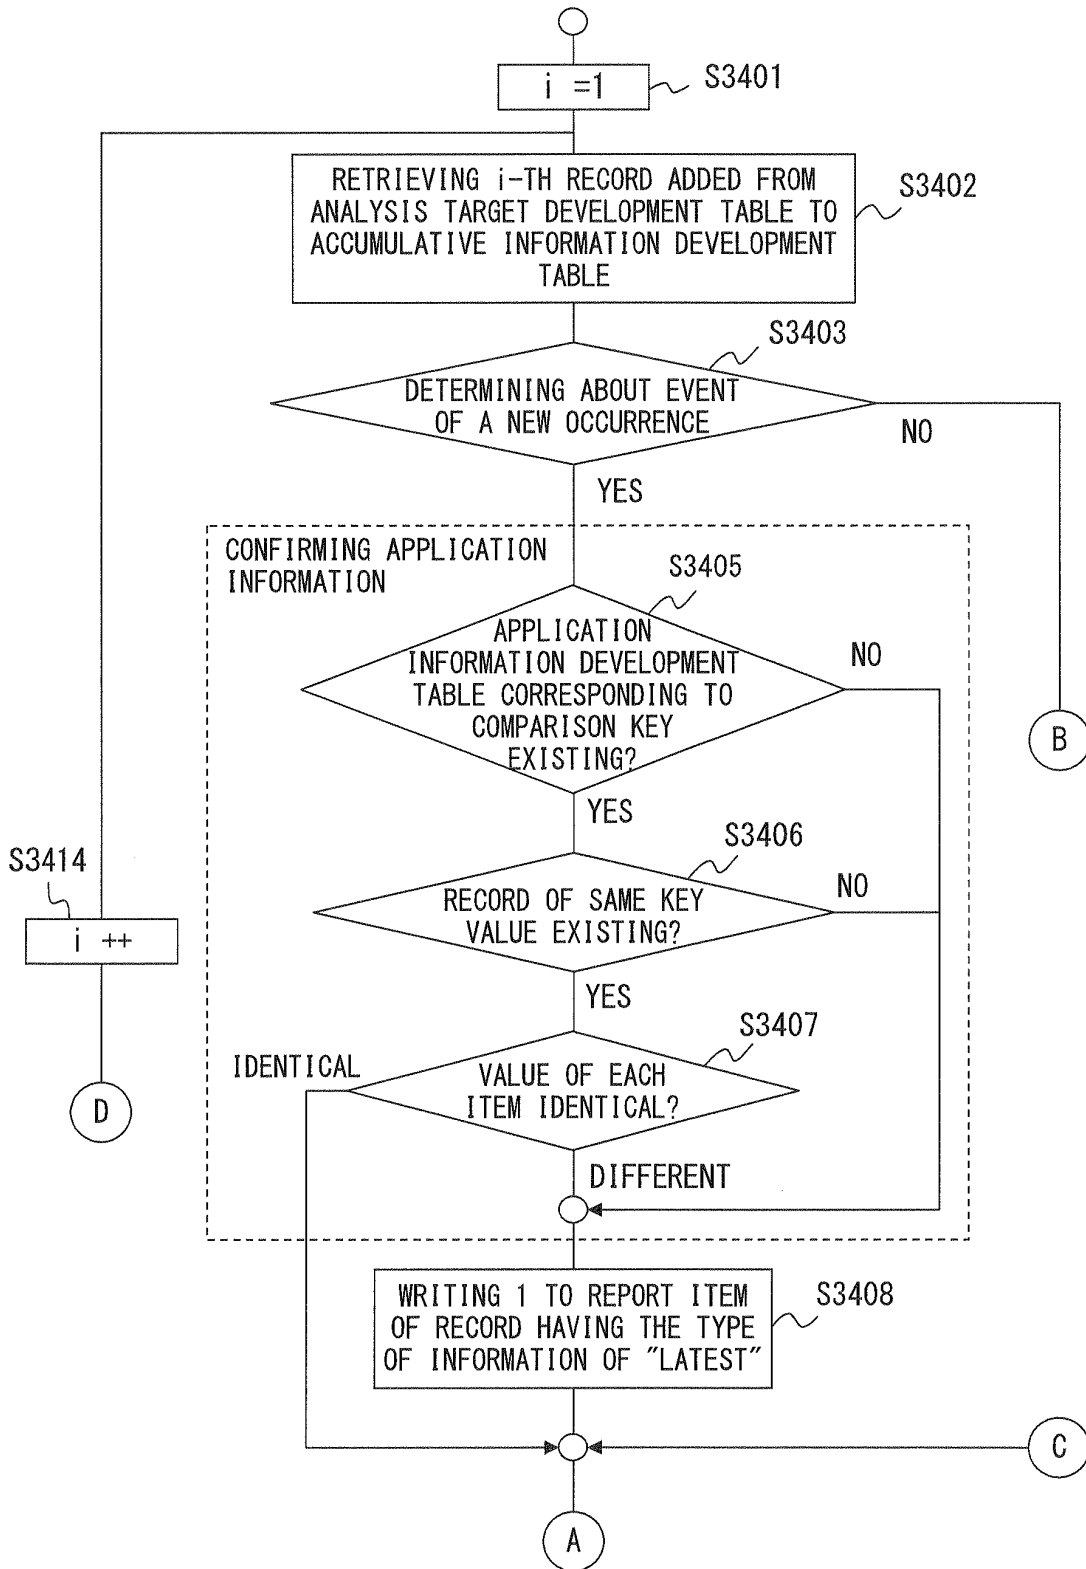 i =1
S3401
RETRIEVING i-TH RECORD ADDED FROM
ANALYSIS TARGET DEVELOPMENT TABLE TO
ACCUMULATIVE INFORMATION DEVELOPMENT
TABLE
S3402
S3403
DETERMINING ABOUT EVENT
OF A NEW OCCURRENCE
NO
YES
CONFIRMING APPLICATION
INFORMATION
S3405
APPLICATION
INFORMATION DEVELOPMENT
TABLE CORRESPONDING TO
COMPARISON KEY
EXISTING?
NO
B
YES
S3406
S3414
RECORD OF SAME KEY
VALUE EXISTING?
NO
i ++
YES
S3407
IDENTICAL
VALUE OF EACH
ITEM IDENTICAL?
D
DIFFERENT
WRITING 1 TO REPORT ITEM
OF RECORD HAVING THE TYPE
OF INFORMATION OF "LATEST"
S3408
C
A